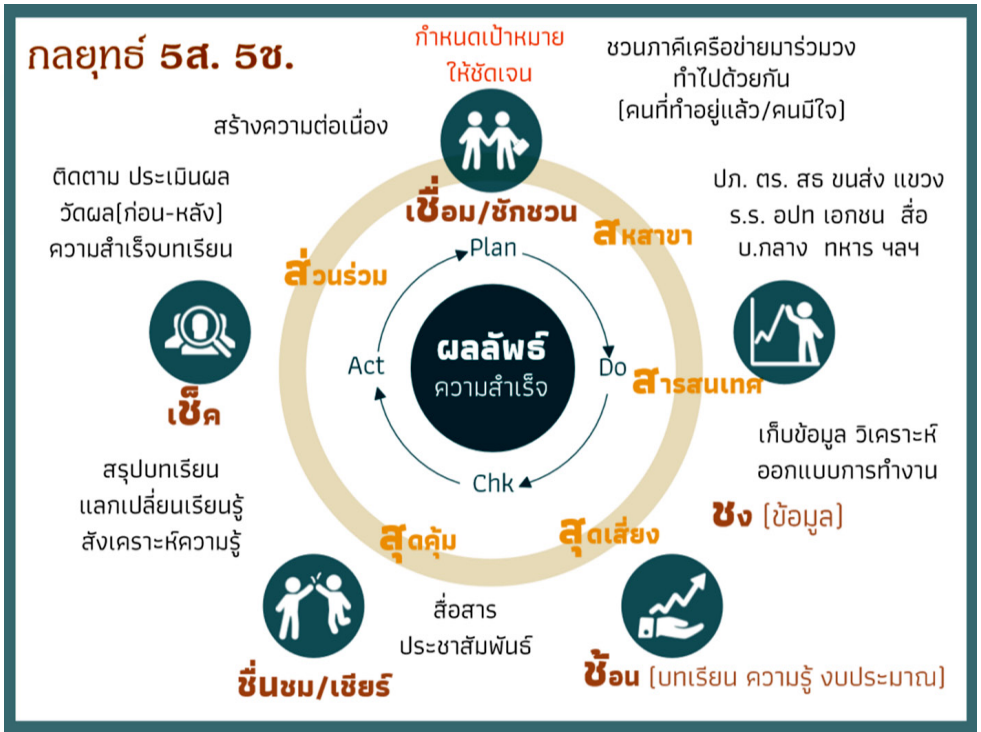 กลยุทธ์ 5ส. 5ช.
กำหนดเป้าหมาย
ให้ชัดเจน
ชวนภาคีเครือข่ายมาร่วมวง
ทำไปด้วยกัน
(คนที่ทำอยู่แล้ว/คนมีใจ)
สร้างความต่อเนื่อง
ติดตาม ประเมินผล
วัดผล(ก่อน-หลัง)
ความสำเร็จบทเรียน
ปภ. ตร. สธ ขนส่ง แขวง
ร.ร. อปท เอกชน สื่อ
บ.กลาง ทหาร ฯลฯ
เชื่อม/ชักชวน
สหสาขา
Plan
ส่วนร่วม
ผลลัพธ์
ความสำเร็จ
Act
Do
สารสนเทศ
เช็ค
เก็บข้อมูล วิเคราะห์
ออกแบบการทำงาน
สรุปบทเรียน
แลกเปลี่ยนเรียนรู้
สังเคราะห์ความรู้
Chk
ชง (ข้อมูล)
สุดคุ้ม
สุดเสี่ยง
สื่อสาร
ประชาสัมพันธ์
ชื่นชม/เชียร์
ช้อน (บทเรียน ความรู้ งบประมาณ)